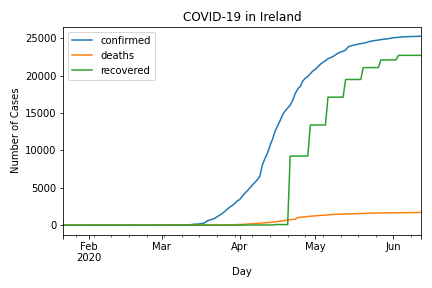 COVID-19 in Ireland
confirmed
deaths
recovered
Number of Cases
25000
20000
15000
10000
5000
0
Feb
2020
Mar
Apr
May
Jun
Day